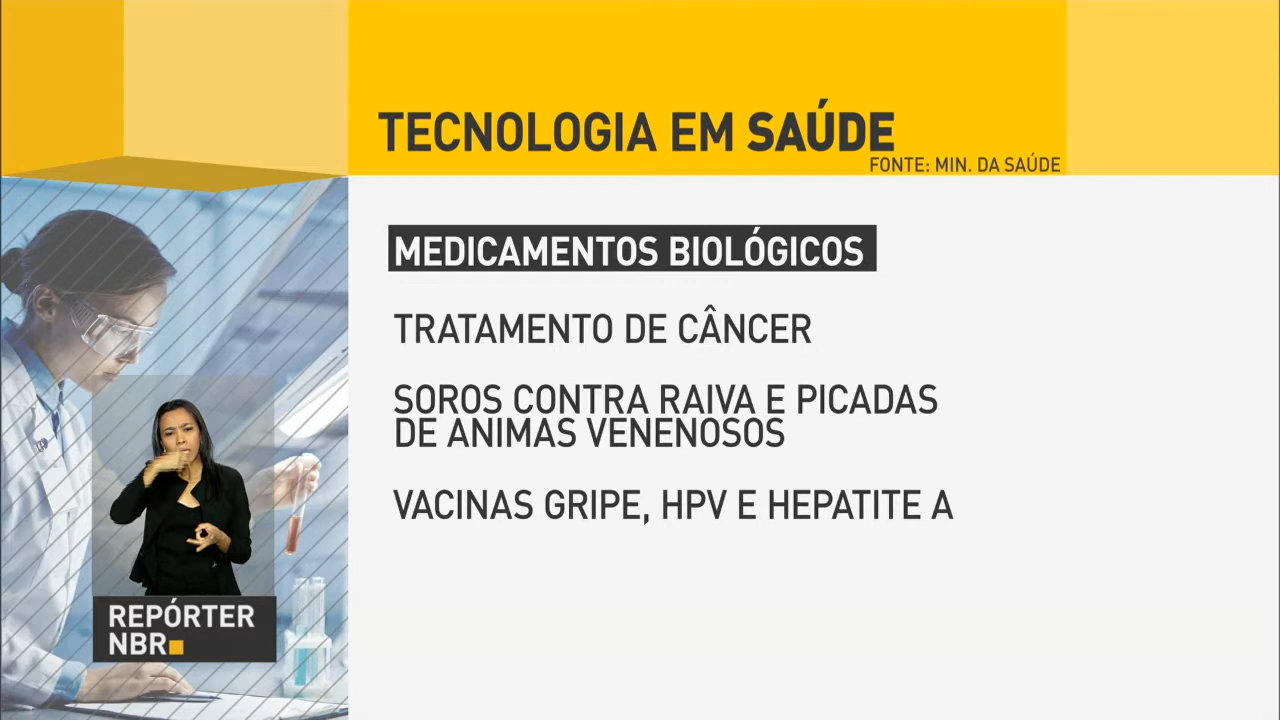 TECNOLOGIA EM SAÚDE
FONTE: MIN. DA SAÚDE
MEDICAMENTOS BIOLÓGICOS
TRATAMENTO DE CÂNCER
SOROS CONTRA RAIVA E PICADAS
DE ANIMAS VENENOSOS
VACINAS GRIPE, HPV E HEPATITE A
REPÓRTER
NBR